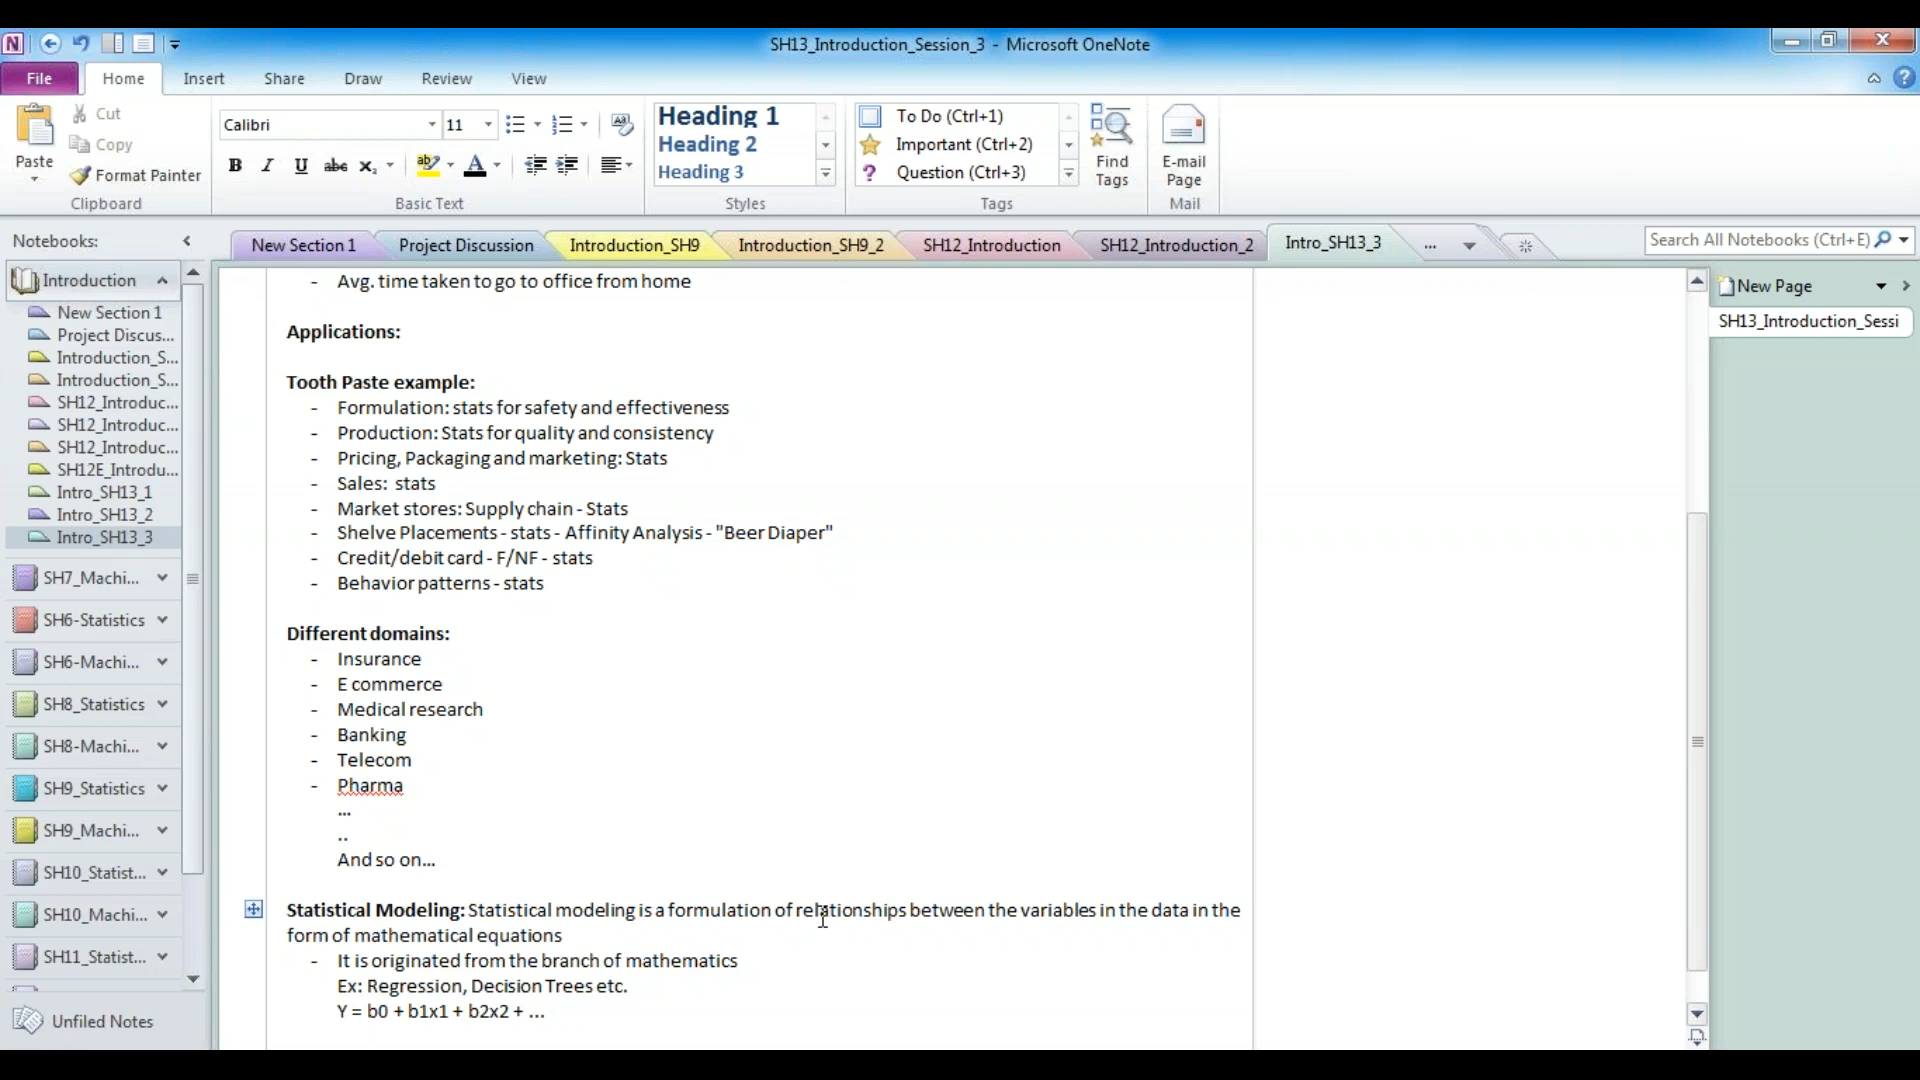 SH13_Introduction_Session_3 - Microsoft OneNote
File Home Insert Share Draw Review View
Paste
Cut
Copy
Format Painter
Clipboard
Calibri 11
B I U abc X₂ ab A
Basic Text
Heading 1
Heading 2
Heading 3
Styles
To Do (Ctrl+1)
Important (Ctrl+2)
? Question (Ctrl+3)
Tags
Find
Tags
E-mail
Page
Mail
Notebooks:
New Section 1 Project Discussion Introduction_SH9 Introduction_SH9_2 SH12_Introduction SH12_Introduction_2 Intro_SH13_3 ...
Search All Notebooks (Ctrl+E)
Introduction
New Section 1
Project Discus...
Introduction_S...
Introduction_S...
SH12_Introduc...
SH12_Introduc...
SH12_Introduc...
SH12E_Introdu...
Intro_SH13_1
Intro_SH13_2
Intro_SH13_3
SH7_Machi...
SH6-Statistics
SH6-Machi...
SH8_Statistics
SH8-Machi...
SH9_Statistics
SH9_Machi...
SH10_Statist...
SH10_Machi...
SH11_Statist...
Unfiled Notes
- Avg. time taken to go to office from home
Applications:
Tooth Paste example:
- Formulation: stats for safety and effectiveness
- Production: Stats for quality and consistency
- Pricing, Packaging and marketing: Stats
- Sales: stats
- Market stores: Supply chain - Stats
- Shelve Placements - stats - Affinity Analysis - "Beer Diaper"
- Credit/debit card - F/NF - stats
- Behavior patterns - stats
Different domains:
- Insurance
- E commerce
- Medical research
- Banking
- Telecom
- Pharma
...
..
And so on...
Statistical Modeling: Statistical modeling is a formulation of relationships between the variables in the data in the
form of mathematical equations
- It is originated from the branch of mathematics
Ex: Regression, Decision Trees etc.
Y = b0 + b1x1 + b2x2 + ...
New Page
SH13_Introduction_Sessi